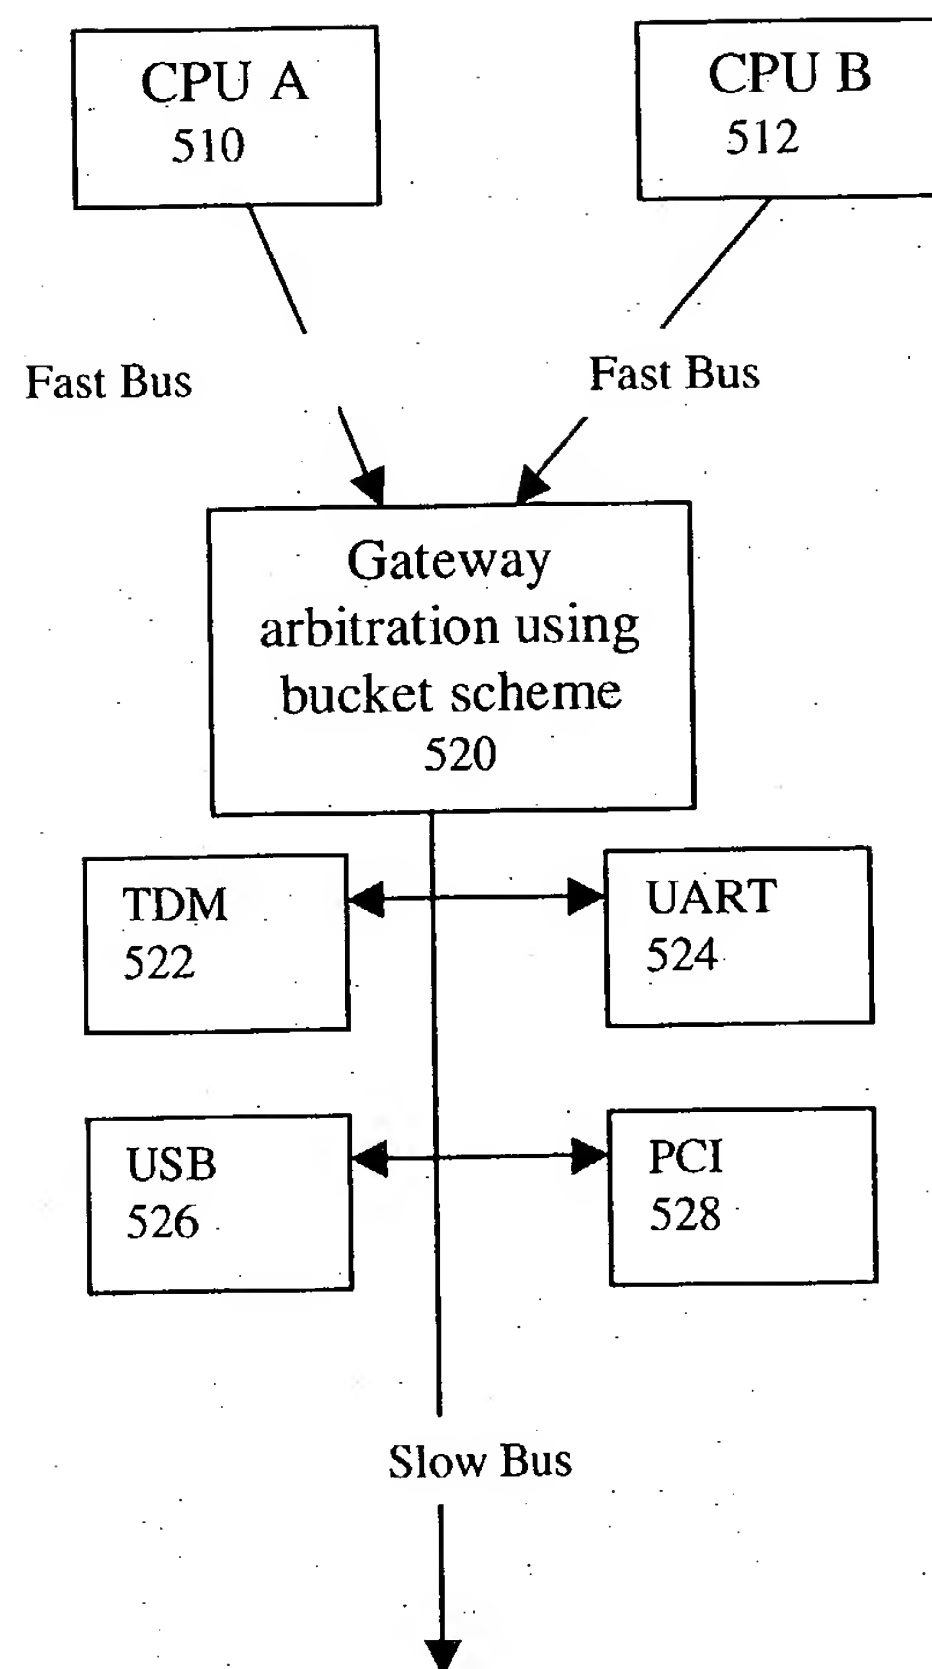 CPU A
510
CPU B
512
Fast Bus
Fast Bus
Gateway
arbitration using
bucket scheme
520
TDM
522
UART
524
USB
526
PCI
528
Slow Bus